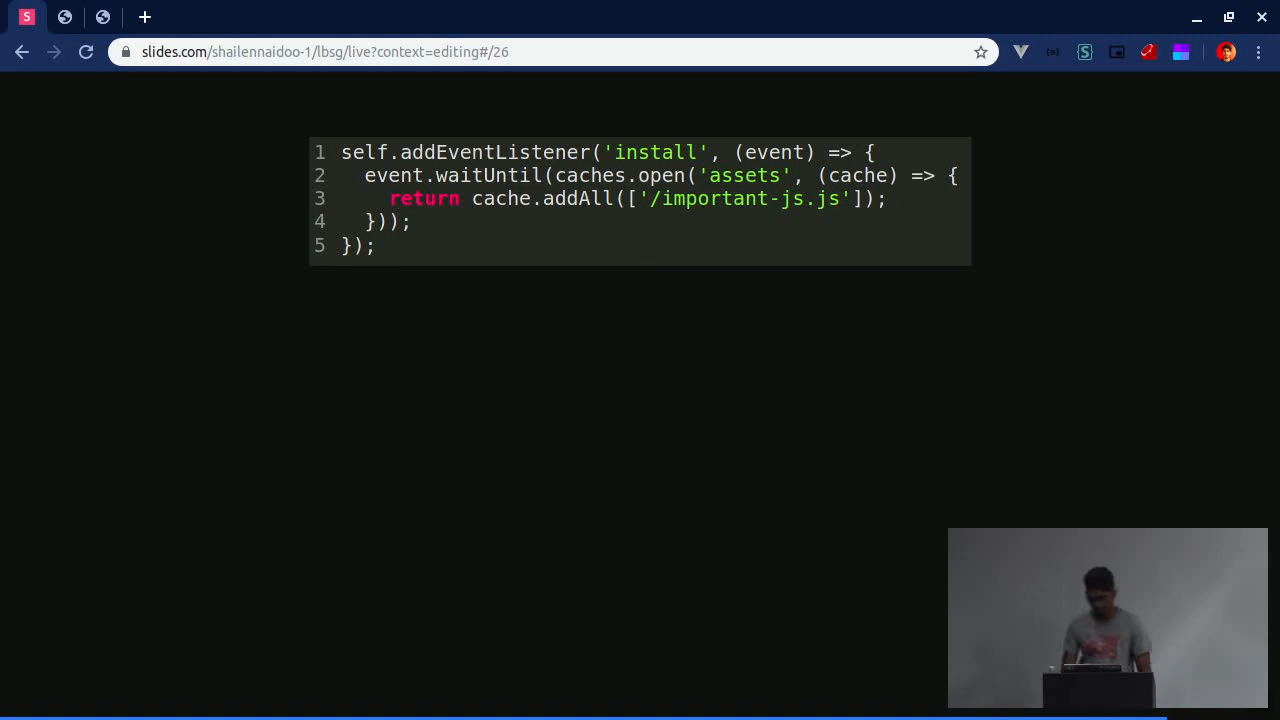 S
slides.com/shailennaidoo-1/lbsg/live?context=editing#/26
S
1 self.addEventListener('install', (event) => {
2   event.waitUntil(caches.open('assets', (cache) => {
3     return cache.addAll(['/important-js.js']);
4   }));
5 });